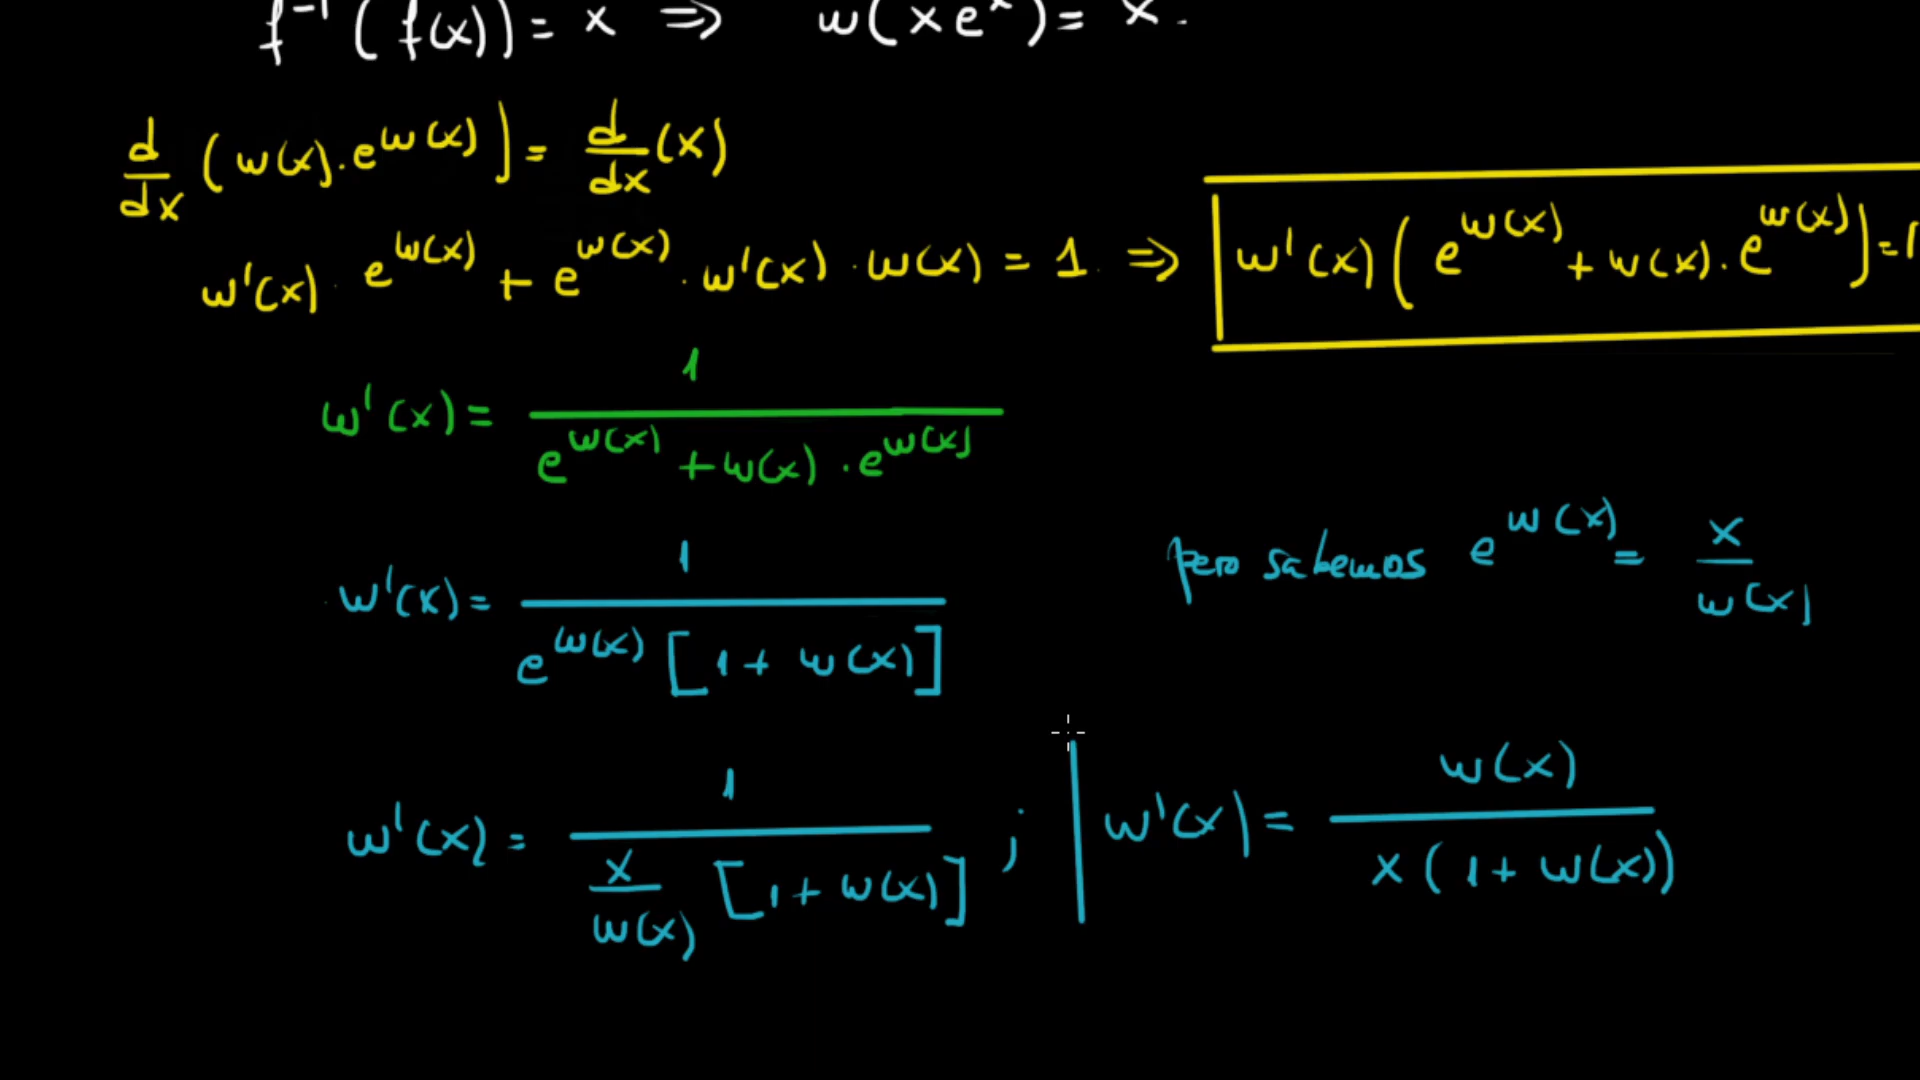 f⁻¹(f(x)) = x ⇒ w(xeˣ) = x.
d/dx (w(x)·e^w(x)) = d/dx (x)
w'(x) · e^w(x) + e^w(x) · w'(x) · w(x) = 1 ⇒ w'(x)(e^w(x) + w(x)·e^w(x)) = 1
w'(x) = 1/(e^w(x) + w(x)·e^w(x))
w'(x) = 1/(e^w(x) [1 + w(x)]) pero sabemos e^w(x) = x/w(x)
w'(x) = 1/((x/w(x)) [1 + w(x)]) ; w'(x) = w(x)/(x(1 + w(x)))